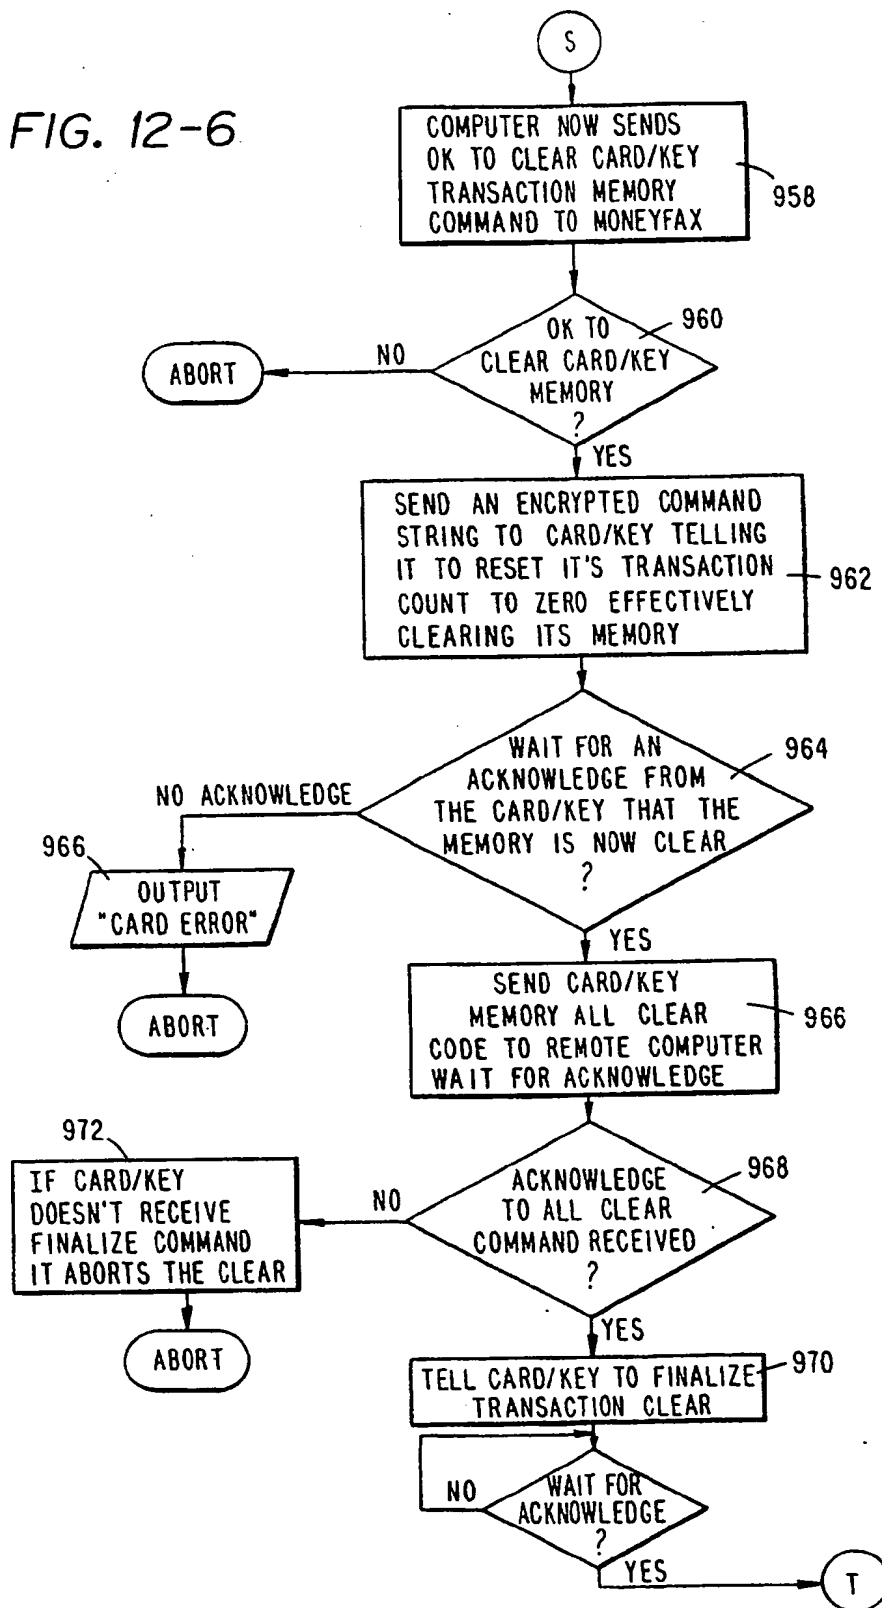 S
FIG. 12-6
COMPUTER NOW SENDS
OK TO CLEAR CARD/KEY
TRANSACTION MEMORY
COMMAND TO MONEYFAX
958
OK TO
CLEAR CARD/KEY
MEMORY
?
960
NO
ABORT
YES
SEND AN ENCRYPTED COMMAND
STRING TO CARD/KEY TELLING
IT TO RESET IT'S TRANSACTION
COUNT TO ZERO EFFECTIVELY
CLEARING ITS MEMORY
962
WAIT FOR AN
ACKNOWLEDGE FROM
THE CARD/KEY THAT THE
MEMORY IS NOW CLEAR
?
964
NO ACKNOWLEDGE
966
OUTPUT
"CARD ERROR"
ABORT
YES
SEND CARD/KEY
MEMORY ALL CLEAR
CODE TO REMOTE COMPUTER
WAIT FOR ACKNOWLEDGE
966
ACKNOWLEDGE
TO ALL CLEAR
COMMAND RECEIVED
?
968
NO
972
IF CARD/KEY
DOESN'T RECEIVE
FINALIZE COMMAND
IT ABORTS THE CLEAR
ABORT
YES
TELL CARD/KEY TO FINALIZE
TRANSACTION CLEAR
970
WAIT FOR
ACKNOWLEDGE
?
NO
YES
T